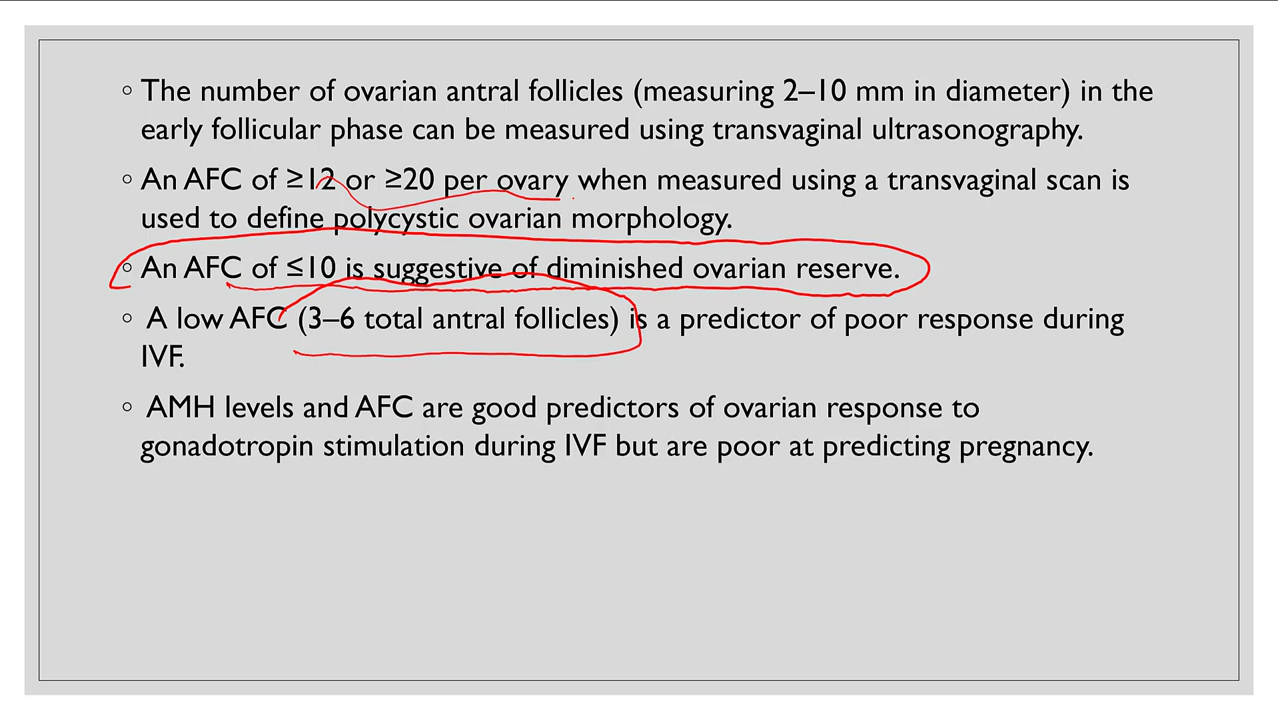 ◦ The number of ovarian antral follicles (measuring 2–10 mm in diameter) in the
early follicular phase can be measured using transvaginal ultrasonography.
◦ An AFC of ≥12 or ≥20 per ovary when measured using a transvaginal scan is
used to define polycystic ovarian morphology.
◦ An AFC of ≤10 is suggestive of diminished ovarian reserve.
◦ A low AFC (3–6 total antral follicles) is a predictor of poor response during
IVF.
◦ AMH levels and AFC are good predictors of ovarian response to
gonadotropin stimulation during IVF but are poor at predicting pregnancy.